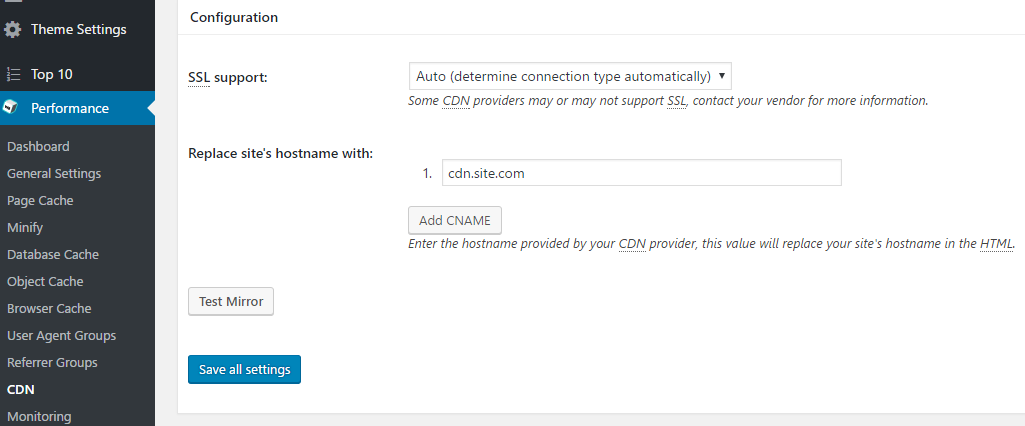 Theme Settings
Top 10
Performance
Dashboard
General Settings
Page Cache
Minify
Database Cache
Object Cache
Browser Cache
User Agent Groups
Referrer Groups
CDN
Monitoring
Configuration
SSL support:
Auto (determine connection type automatically)
Some CDN providers may or may not support SSL, contact your vendor for more information.
Replace site's hostname with:
1. cdn.site.com
Add CNAME
Enter the hostname provided by your CDN provider, this value will replace your site's hostname in the HTML.
Test Mirror
Save all settings